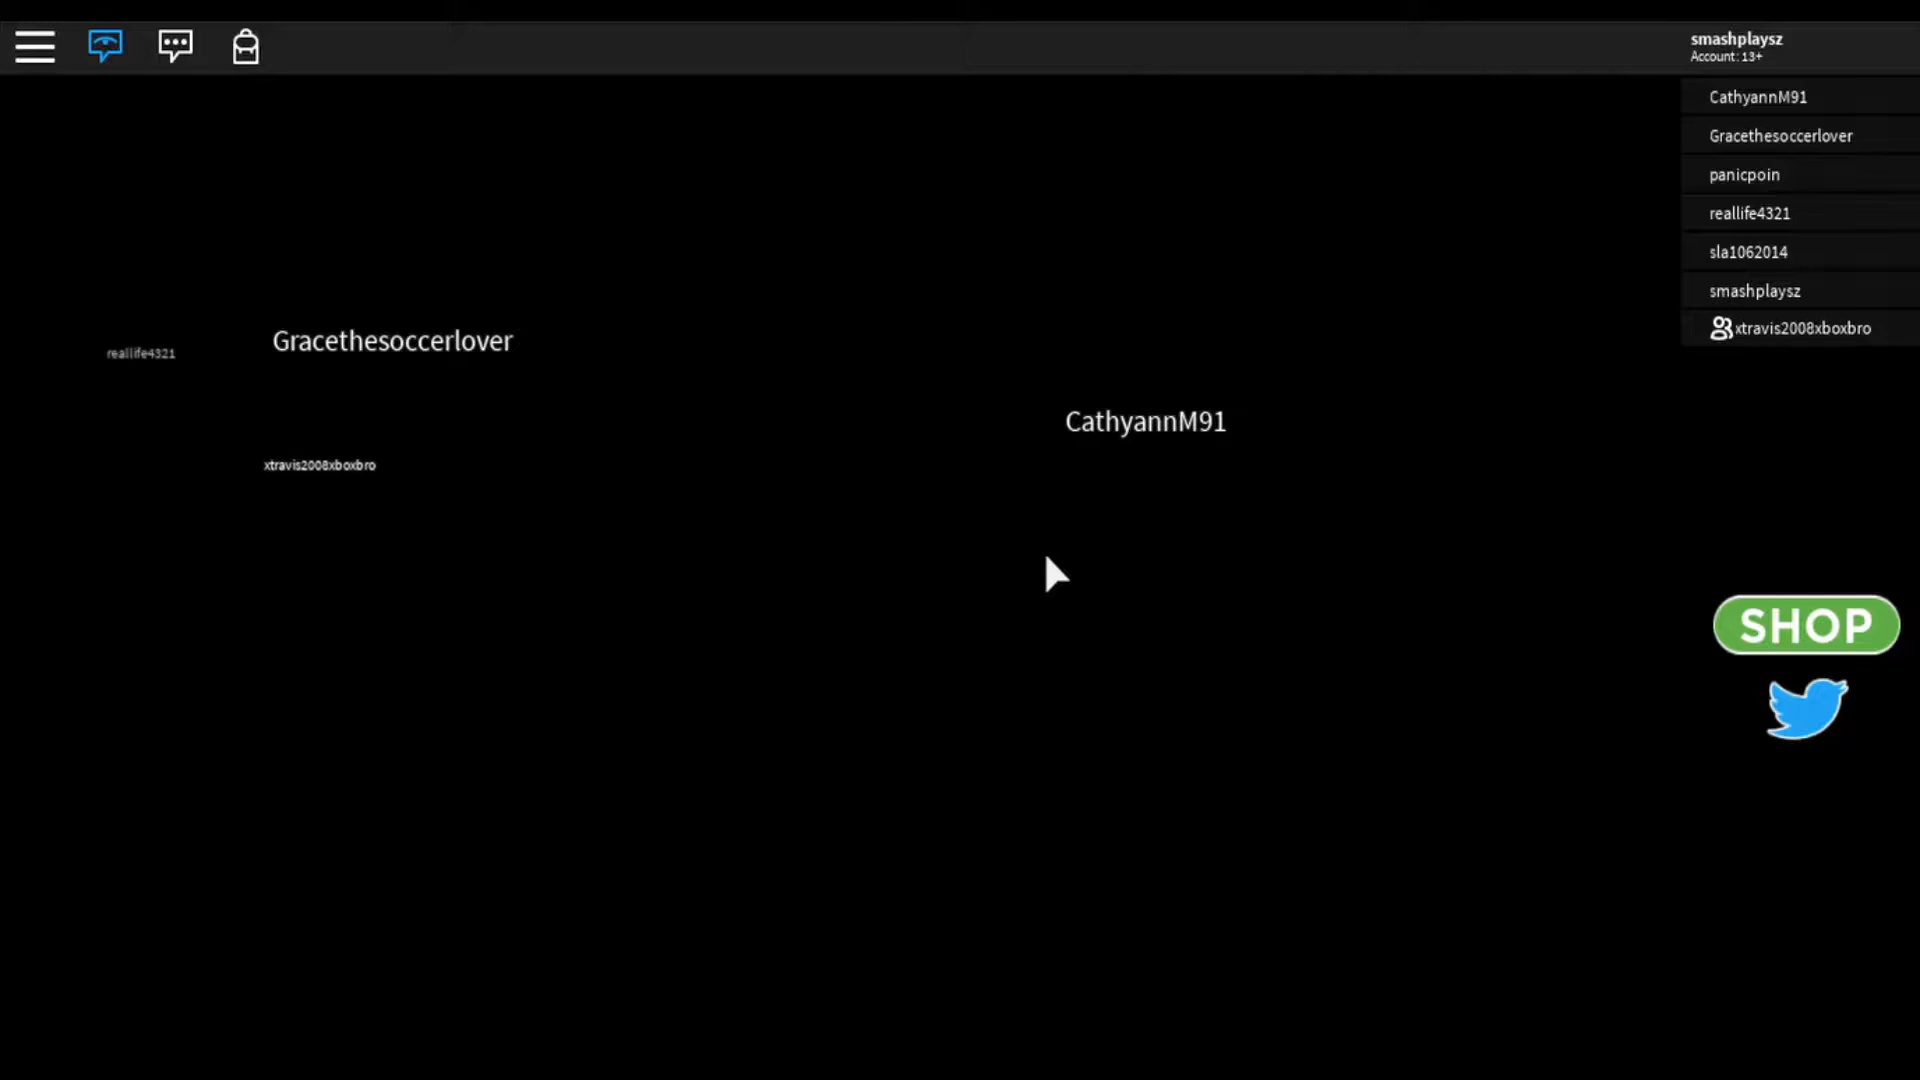 smashplaysz
Account: 13+
CathyannM91
Gracethesoccerlover
panicpoin
reallife4321
sla1062014
smashplaysz
xtravis2008xboxbro
Gracethesoccerlover
reallife4321
CathyannM91
xtravis2008xboxbro
SHOP